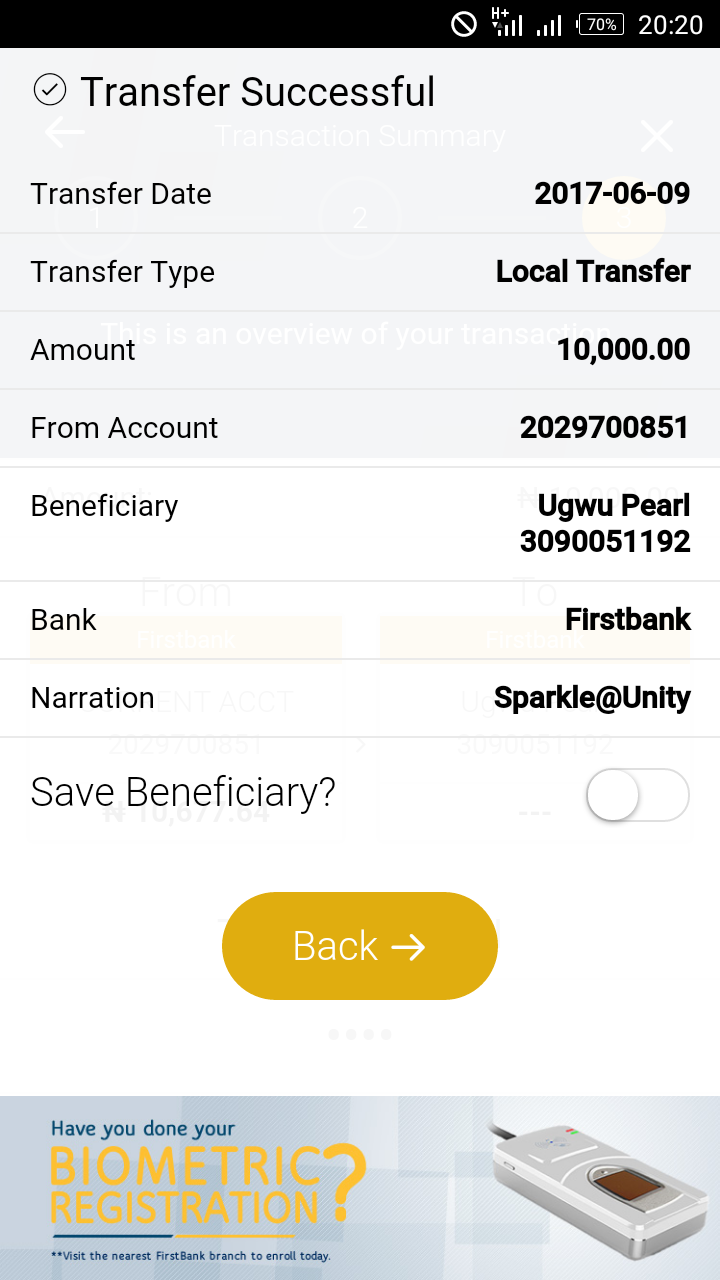 H+
70%
20:20
Transfer Successful
Transaction Summary
Transfer Date 2017-06-09
1 2 3
Transfer Type Local Transfer
This is an overview of your transaction
Amount 10,000.00
From Account 2029700851
Beneficiary Ugwu Pearl
3090051192
From To
Bank Firstbank
Firstbank Firstbank
Narration Sparkle@Unity
2029700851 3090051192
Save Beneficiary?
₦ 10,677.64 ---
Back
Have you done your
BIOMETRIC
REGISTRATION?
**Visit the nearest FirstBank branch to enroll today.